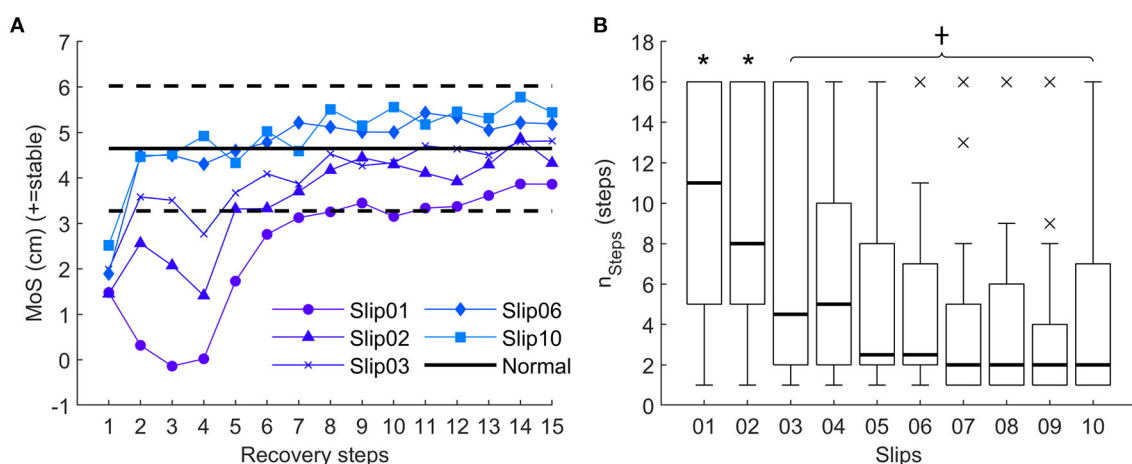 A
7
6
5
4
3
2
1
0
-1
MoS (cm) (+=stable)
1 2 3 4 5 6 7 8 9 10 11 12 13 14 15
Recovery steps
Slip01
Slip02
Slip03
Slip06
Slip10
Normal
B
18
16
14
12
10
8
6
4
2
0
nSteps (steps)
* * †
01 02 03 04 05 06 07 08 09 10
Slips